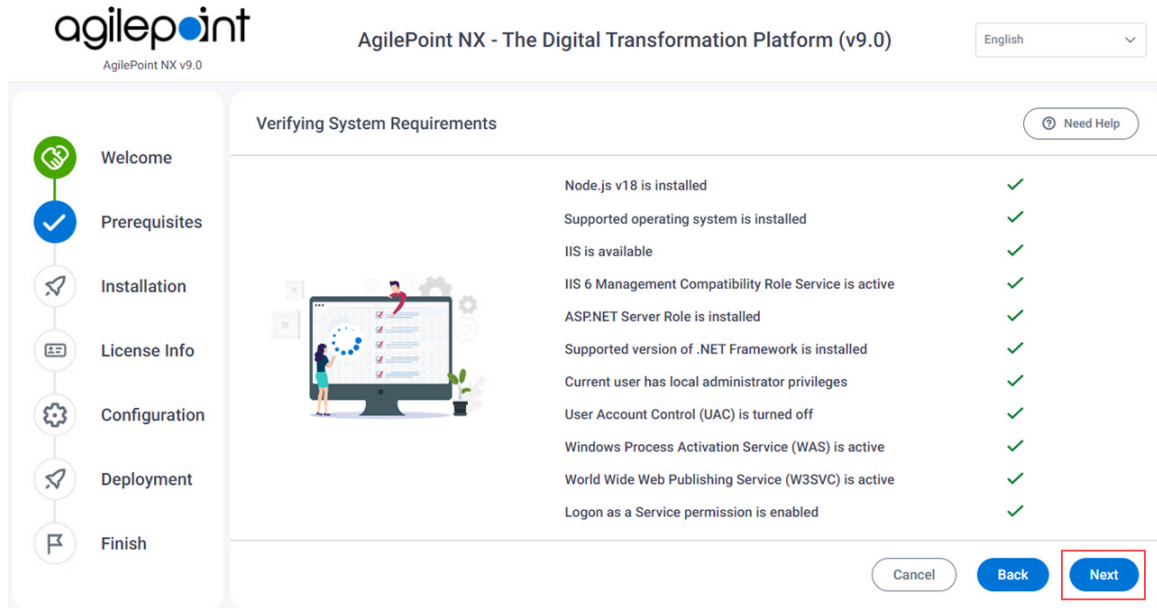 agilepoint
AgilePoint NX v9.0
AgilePoint NX - The Digital Transformation Platform (v9.0)
English
Verifying System Requirements
Need Help
Welcome
Prerequisites
Installation
License Info
Configuration
Deployment
Finish
Node.js v18 is installed
Supported operating system is installed
IIS is available
IIS 6 Management Compatibility Role Service is active
ASP.NET Server Role is installed
Supported version of .NET Framework is installed
Current user has local administrator privileges
User Account Control (UAC) is turned off
Windows Process Activation Service (WAS) is active
World Wide Web Publishing Service (W3SVC) is active
Logon as a Service permission is enabled
Cancel
Back
Next